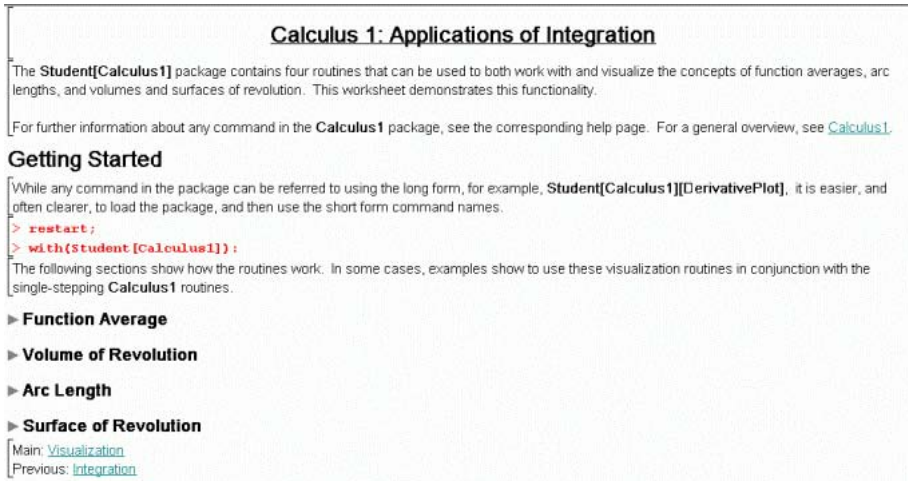 Calculus 1: Applications of Integration
The Student[Calculus1] package contains four routines that can be used to both work with and visualize the concepts of function averages, arc
lengths, and volumes and surfaces of revolution. This worksheet demonstrates this functionality.
For further information about any command in the Calculus1 package, see the corresponding help page. For a general overview, see Calculus1.
Getting Started
While any command in the package can be referred to using the long form, for example, Student[Calculus1][DerivativePlot], it is easier, and
often clearer, to load the package, and then use the short form command names.
> restart;
> with(Student[Calculus1]):
The following sections show how the routines work. In some cases, examples show to use these visualization routines in conjunction with the
single-stepping Calculus1 routines.
Function Average
Volume of Revolution
Arc Length
Surface of Revolution
Main: Visualization
Previous: Integration